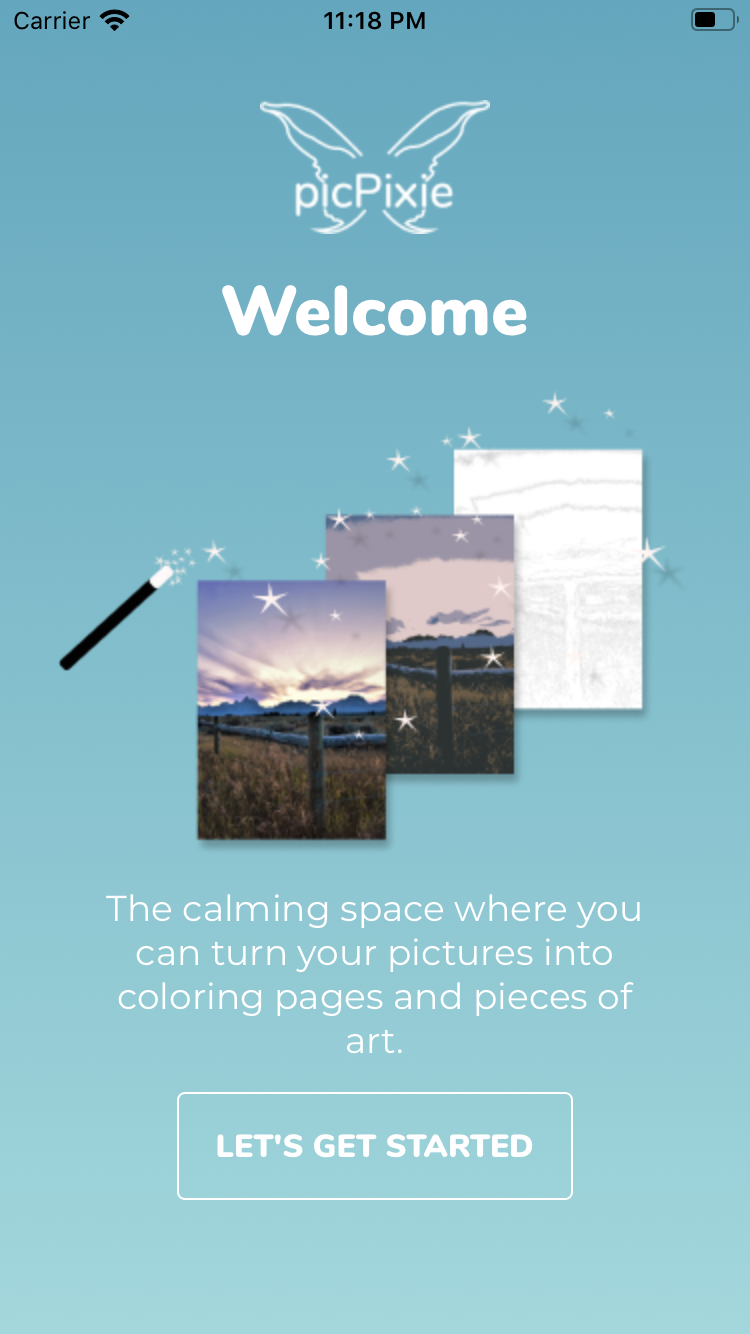 Carrier 11:18 PM
picPixie
Welcome
The calming space where you
can turn your pictures into
coloring pages and pieces of
art.
LET'S GET STARTED